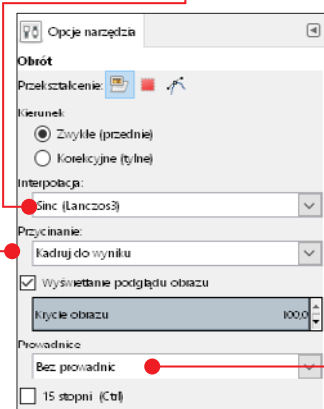 Opcje narzędzia
Obrót
Przekształcenie:
Kierunek
Zwykłe (przednie)
Korekcyjne (tylne)
Interpolacja:
Sinc (Lanczos3)
Przycinanie:
Kadruj do wyniku
Wyświetlanie podglądu obrazu
Krycie obrazu 100,0
Prowadnice
Bez prowadnic
15 stopni (Ctrl)